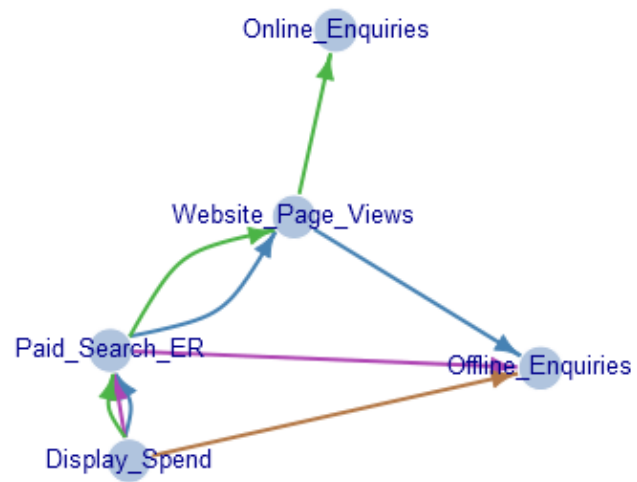 Online_Enquiries
Website_Page_Views
Paid_Search_ER
Offline_Enquiries
Display_Spend